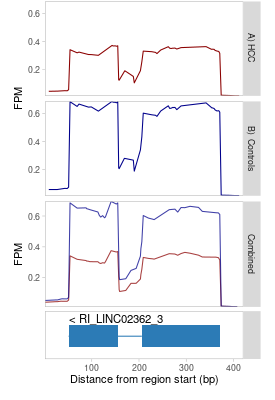 0.6
0.4
0.2
FPM
A) HCC
0.6
0.4
0.2
B) Controls
0.6
0.4
0.2
FPM
Combined
< RI_LINC02362_3
100 200 300 400
Distance from region start (bp)